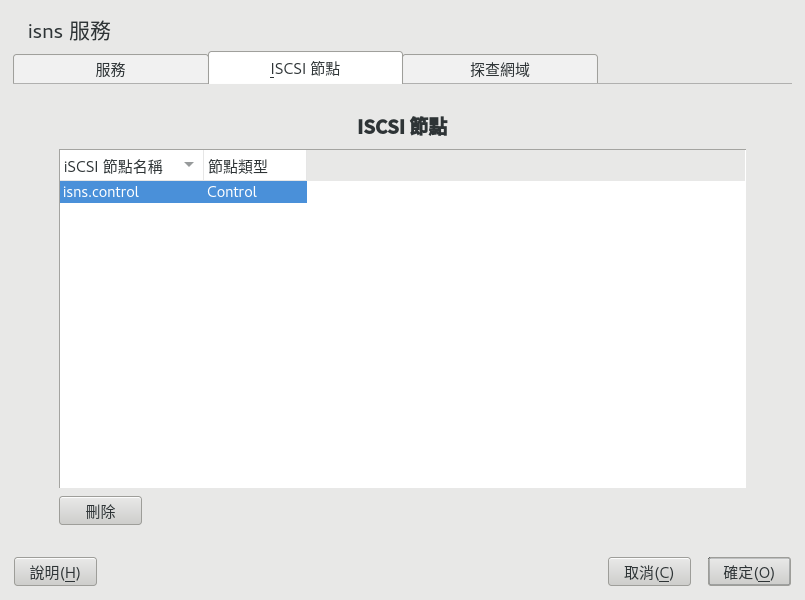 isns 服務
服務 ISCSI 節點 探查網域
ISCSI 節點
iSCSI 節點名稱 節點類型
isns.control Control
刪除
說明(H) 取消(C) 確定(O)